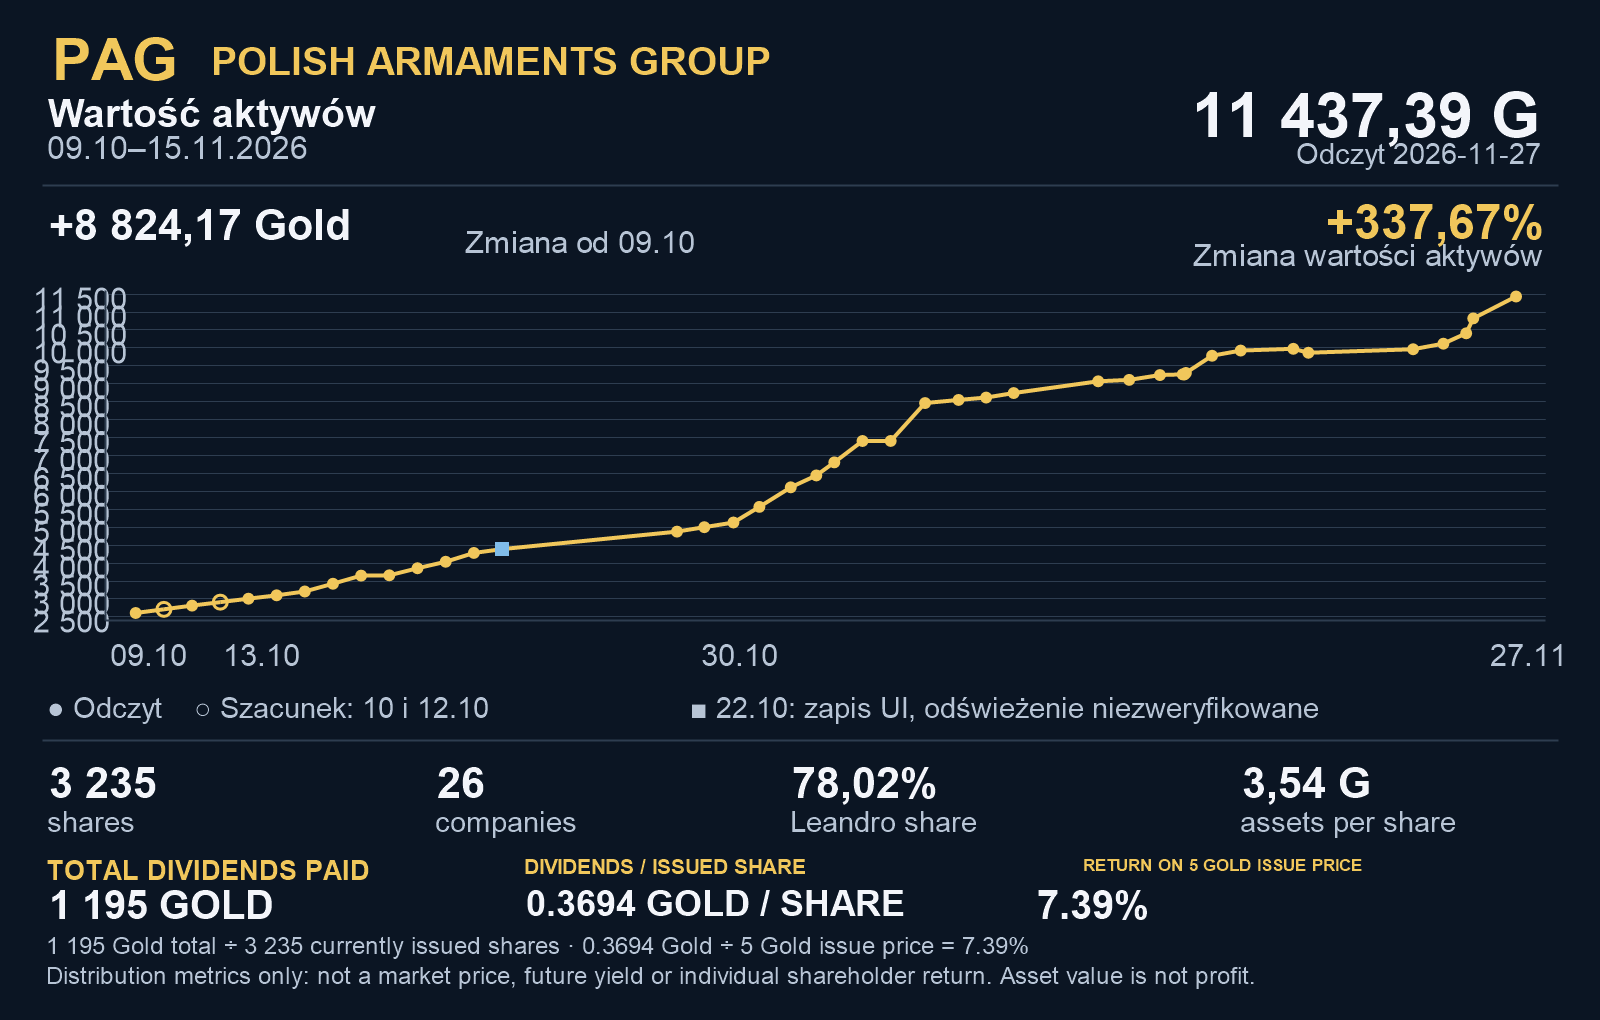 PAG POLISH ARMAMENTS GROUP
Wartość aktywów
09.10–15.11.2026
11 437,39 G
Odczyt 2026-11-27
+8 824,17 Gold
Zmiana od 09.10
+337,67%
Zmiana wartości aktywów
11 500
11 000
10 500
10 000
9 500
9 000
8 500
8 000
7 500
7 000
6 500
6 000
5 500
5 000
4 500
4 000
3 500
3 000
2 500
09.10 13.10 30.10 27.11
● Odczyt ○ Szacunek: 10 i 12.10 ■ 22.10: zapis UI, odświeżenie niezweryfikowane
3 235 26 78,02% 3,54 G
shares companies Leandro share assets per share
TOTAL DIVIDENDS PAID DIVIDENDS / ISSUED SHARE RETURN ON 5 GOLD ISSUE PRICE
1 195 GOLD 0.3694 GOLD / SHARE 7.39%
1 195 Gold total ÷ 3 235 currently issued shares · 0.3694 Gold ÷ 5 Gold issue price = 7.39%
Distribution metrics only: not a market price, future yield or individual shareholder return. Asset value is not profit.